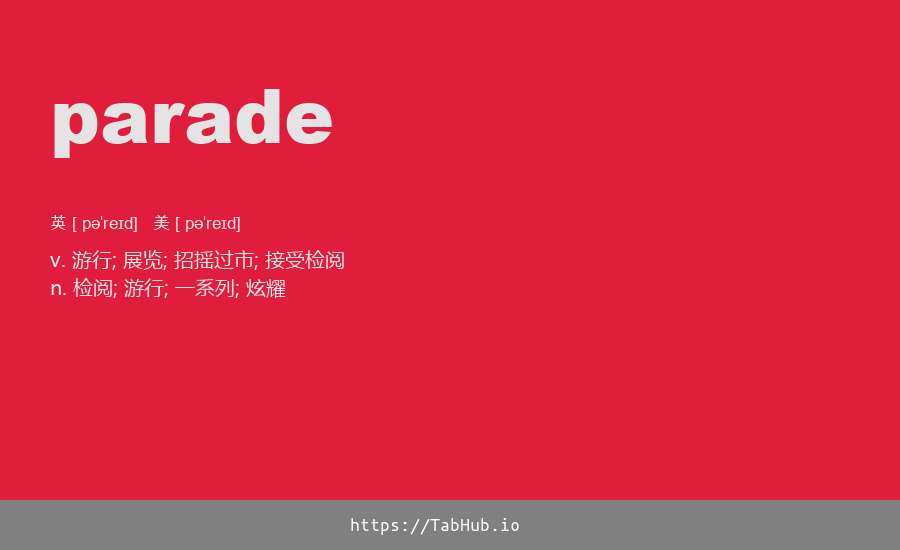 parade
英 [ pə'reɪd] 美 [ pə'reɪd]
v. 游行; 展览; 招摇过市; 接受检阅
n. 检阅; 游行; 一系列; 炫耀
https://TabHub.io